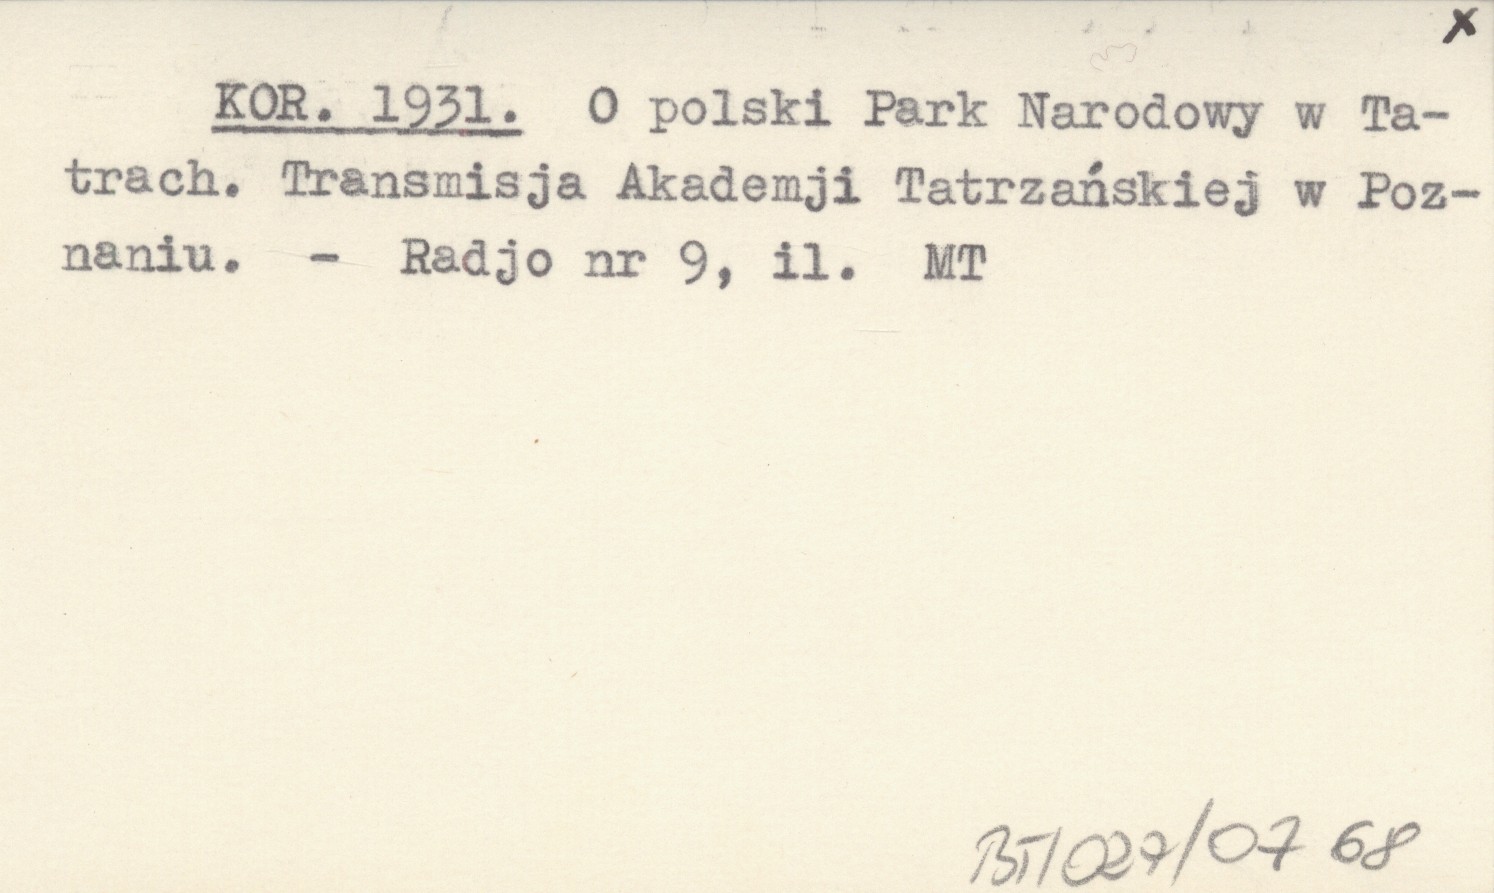 x
KOR. 1931. O polski Park Narodowy w Ta-
trach. Transmisja Akademji Tatrzańskiej w Poz-
naniu. - Radjo nr 9, il. MT
BT/027/07 68